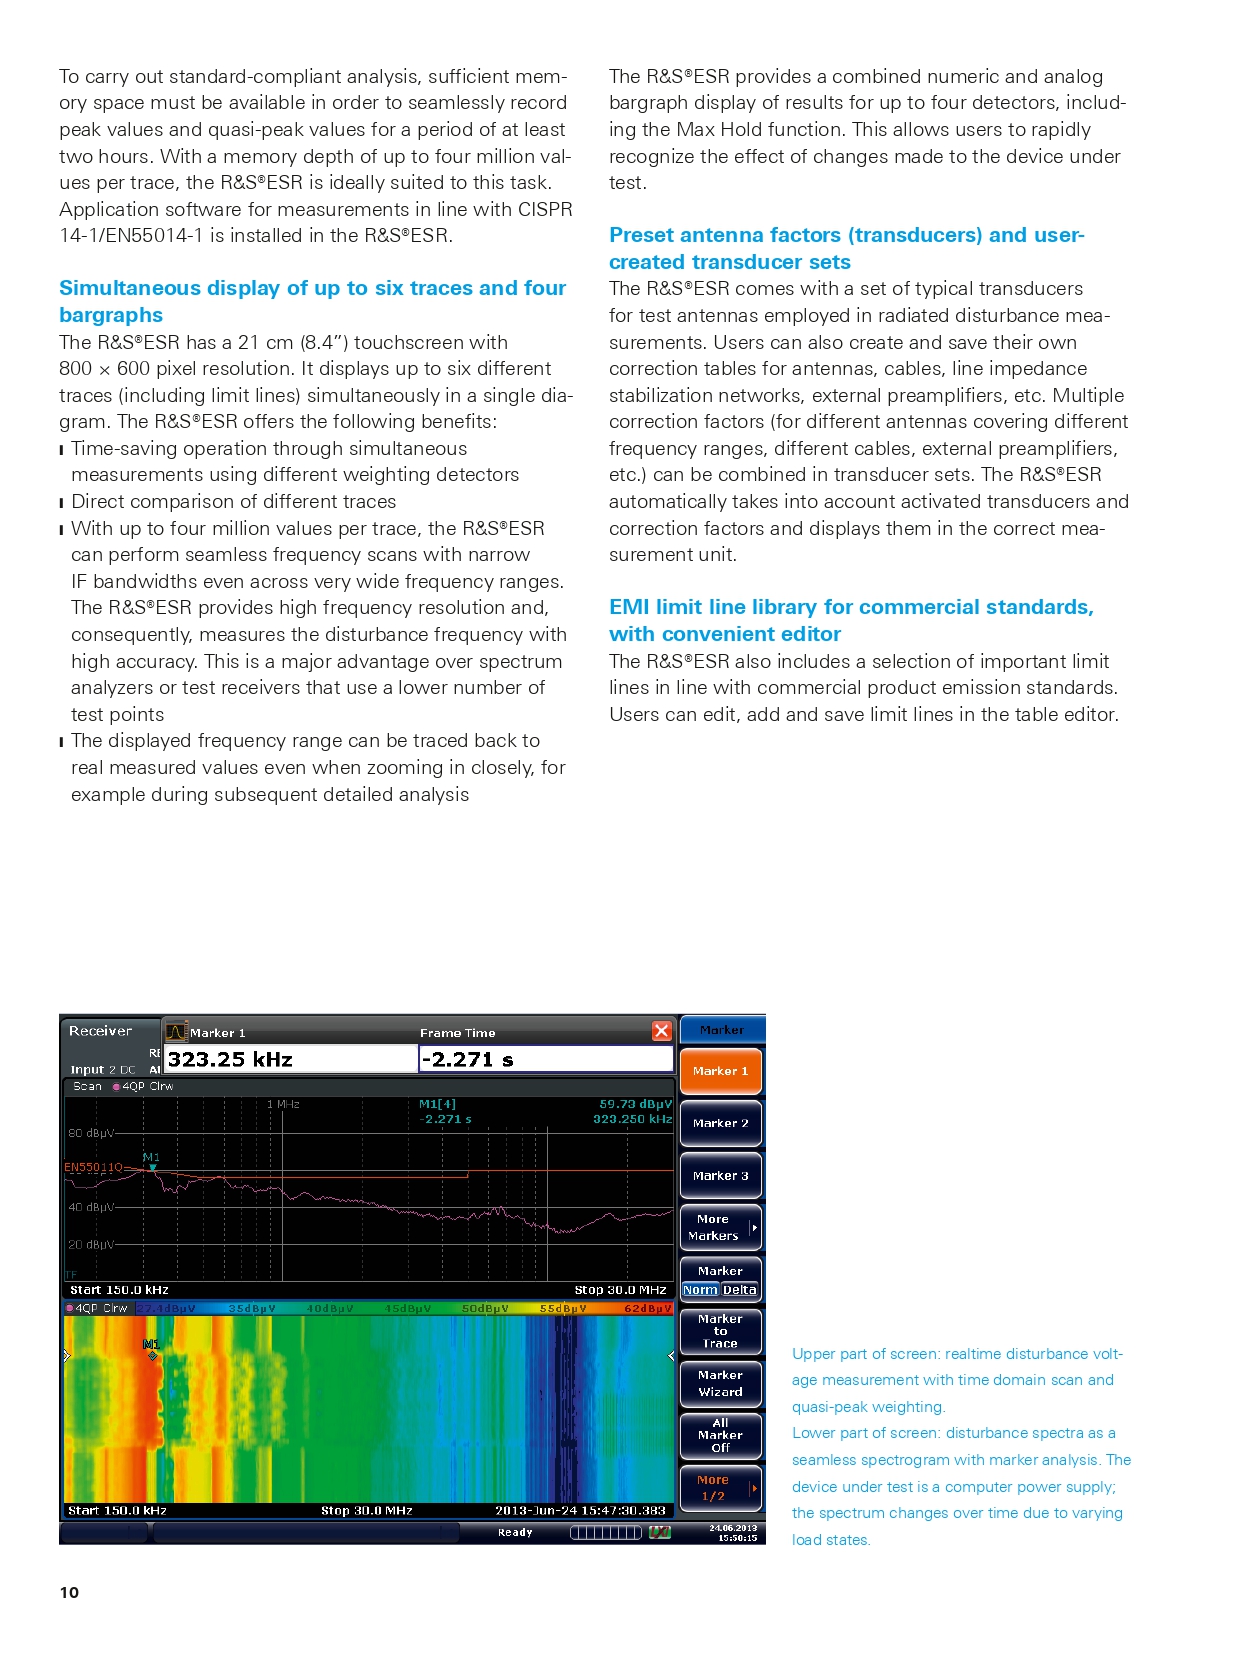 To carry out standard-compliant analysis, sufficient mem-
ory space must be available in order to seamlessly record
peak values and quasi-peak values for a period of at least
two hours. With a memory depth of up to four million val-
ues per trace, the R&S®ESR is ideally suited to this task.
Application software for measurements in line with CISPR
14-1/EN55014-1 is installed in the R&S®ESR.
Simultaneous display of up to six traces and four
bargraphs
The R&S®ESR has a 21 cm (8.4”) touchscreen with
800 × 600 pixel resolution. It displays up to six different
traces (including limit lines) simultaneously in a single dia-
gram. The R&S®ESR offers the following benefits:
❙ Time-saving operation through simultaneous
measurements using different weighting detectors
❙ Direct comparison of different traces
❙ With up to four million values per trace, the R&S®ESR
can perform seamless frequency scans with narrow
IF bandwidths even across very wide frequency ranges.
The R&S®ESR provides high frequency resolution and,
consequently, measures the disturbance frequency with
high accuracy. This is a major advantage over spectrum
analyzers or test receivers that use a lower number of
test points
❙ The displayed frequency range can be traced back to
real measured values even when zooming in closely, for
example during subsequent detailed analysis
The R&S®ESR provides a combined numeric and analog
bargraph display of results for up to four detectors, includ-
ing the Max Hold function. This allows users to rapidly
recognize the effect of changes made to the device under
test.
Preset antenna factors (transducers) and user-
created transducer sets
The R&S®ESR comes with a set of typical transducers
for test antennas employed in radiated disturbance mea-
surements. Users can also create and save their own
correction tables for antennas, cables, line impedance
stabilization networks, external preamplifiers, etc. Multiple
correction factors (for different antennas covering different
frequency ranges, different cables, external preamplifiers,
etc.) can be combined in transducer sets. The R&S®ESR
automatically takes into account activated transducers and
correction factors and displays them in the correct mea-
surement unit.
EMI limit line library for commercial standards,
with convenient editor
The R&S®ESR also includes a selection of important limit
lines in line with commercial product emission standards.
Users can edit, add and save limit lines in the table editor.
Receiver
Marker 1 Frame Time
Marker
323.25 kHz -2.271 s
Input 2 DC
Scan 4QP Clrw
1 MHz M1[4] 59.73 dBµV
-2.271 s 323.250 kHz
80 dBµV
M1
EN55011Q
40 dBµV
20 dBµV
TF
Start 150.0 kHz Stop 30.0 MHz
4QP Clrw 27.4dBµV 35dBµV 40dBµV 45dBµV 50dBµV 55dBµV 62dBµV
M1
Start 150.0 kHz Stop 30.0 MHz 2013-Jun-24 15:47:30.383
Ready
24.06.2013
15:50:15
Marker 1
Marker 2
Marker 3
More
Markers
Marker
Norm Delta
Marker
to
Trace
Marker
Wizard
All
Marker
Off
More
1/2
Upper part of screen: realtime disturbance volt-
age measurement with time domain scan and
quasi-peak weighting.
Lower part of screen: disturbance spectra as a
seamless spectrogram with marker analysis. The
device under test is a computer power supply;
the spectrum changes over time due to varying
load states.
10